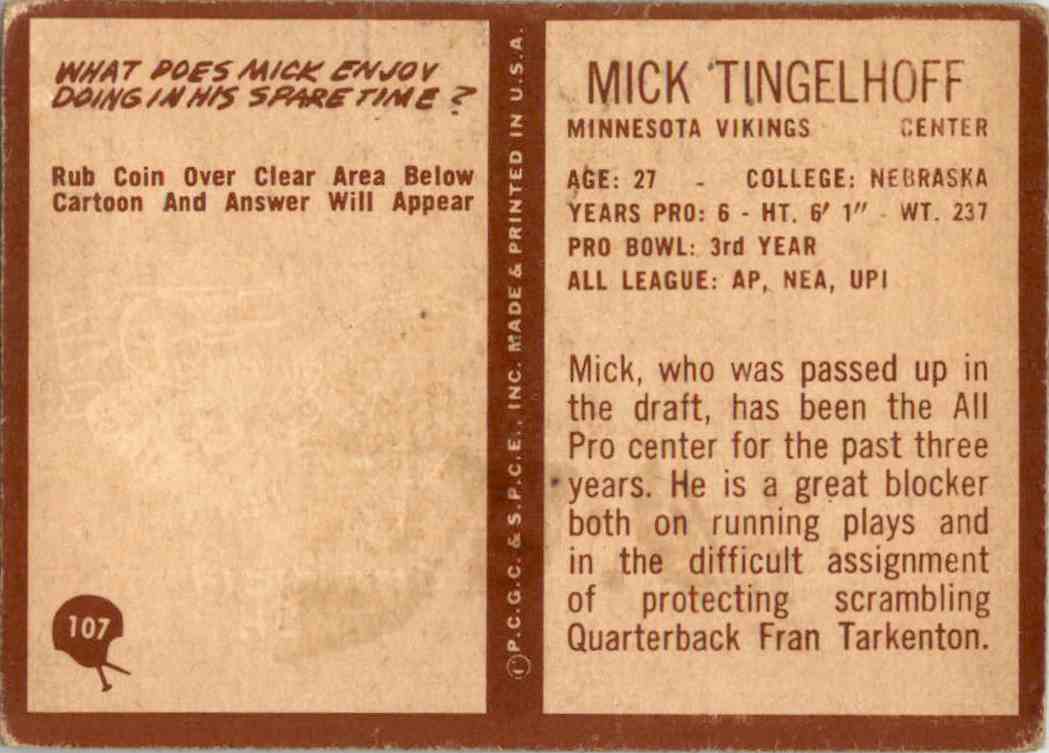 WHAT DOES MICK ENJOY
DOING IN HIS SPARE TIME?
Rub Coin Over Clear Area Below
Cartoon And Answer Will Appear
107
©P.C.G.C. & S.P.C.E., INC. MADE & PRINTED IN U.S.A.
MICK TINGELHOFF
MINNESOTA VIKINGS CENTER
AGE: 27 - COLLEGE: NEBRASKA
YEARS PRO: 6 - HT. 6' 1" - WT. 237
PRO BOWL: 3rd YEAR
ALL LEAGUE: AP, NEA, UPI
Mick, who was passed up in
the draft, has been the All
Pro center for the past three
years. He is a great blocker
both on running plays and
in the difficult assignment
of protecting scrambling
Quarterback Fran Tarkenton.